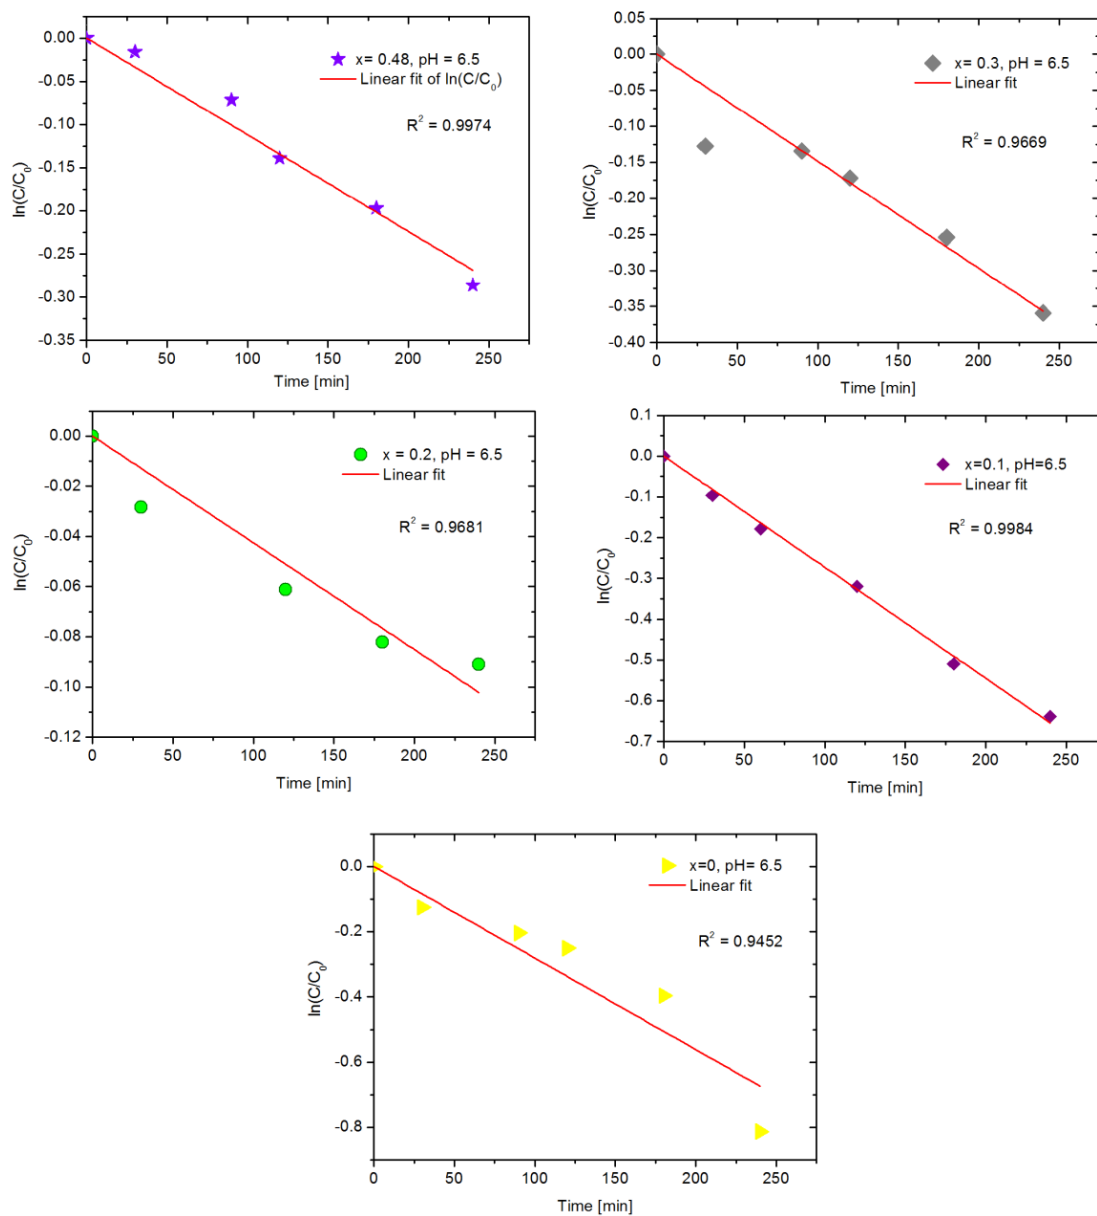 0.00
-0.05
-0.10
-0.15
-0.20
-0.25
-0.30
-0.35
ln(C/C0)
x= 0.48, pH = 6.5
Linear fit of ln(C/C0)
R2 = 0.9974
0 50 100 150 200 250
Time [min]
0.05
0.00
-0.05
-0.10
-0.15
-0.20
-0.25
-0.30
-0.35
-0.40
ln(C/C0)
x= 0.3, pH = 6.5
Linear fit
R2 = 0.9669
0 50 100 150 200 250
Time [min]
0.00
-0.02
-0.04
-0.06
-0.08
-0.10
-0.12
ln(C/C0)
x = 0.2, pH = 6.5
Linear fit
R2 = 0.9681
0 50 100 150 200 250
Time [min]
0.1
0.0
-0.1
-0.2
-0.3
-0.4
-0.5
-0.6
-0.7
ln(C/C0)
x=0.1, pH=6.5
Linear fit
R2 = 0.9984
0 50 100 150 200 250
Time [min]
0.0
-0.2
-0.4
-0.6
-0.8
ln(C/C0)
x=0, pH= 6.5
Linear fit
R2 = 0.9452
0 50 100 150 200 250
Time [min]